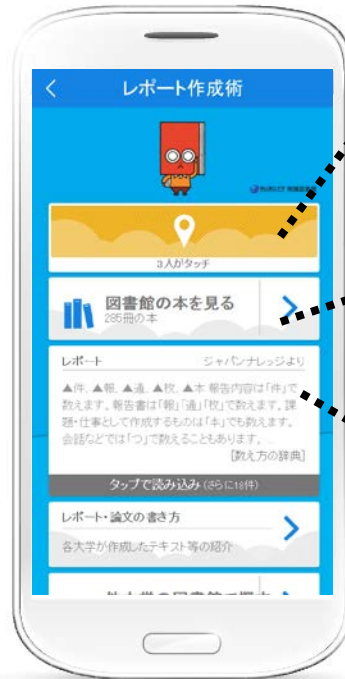 レポート作成術
3人がタッチ
図書館の本を見る
285冊の本
レポート ジャパンナレッジより
▲件、▲報、▲通、▲枚、▲本 報告内容は「件」で
数えます。報告書は「報」「通」「枚」で数えます。課
題・仕事として作成するものは「本」でも数えます。
会話などでは「つ」で数えることもあります。...
[数え方の辞典]
タップで読み込み(さらに18件)
レポート・論文の書き方
各大学が作成したテキスト等の紹介